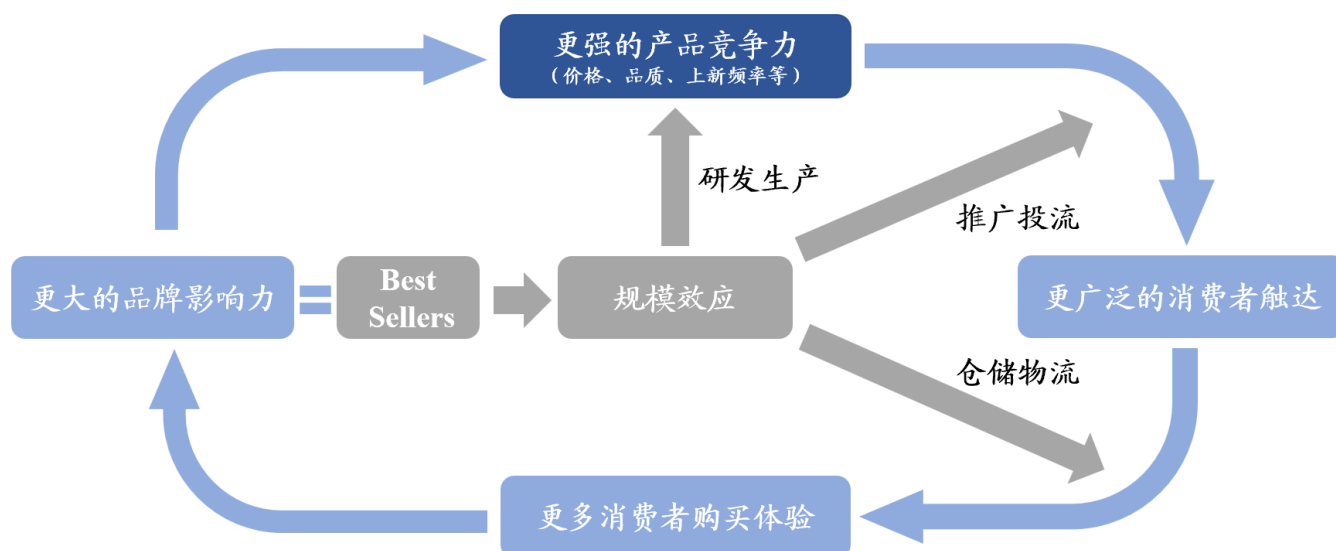 更强的产品竞争力
（价格、品质、上新频率等）
研发生产
推广投流
更大的品牌影响力
Best
Sellers
规模效应
更广泛的消费者触达
仓储物流
更多消费者购买体验